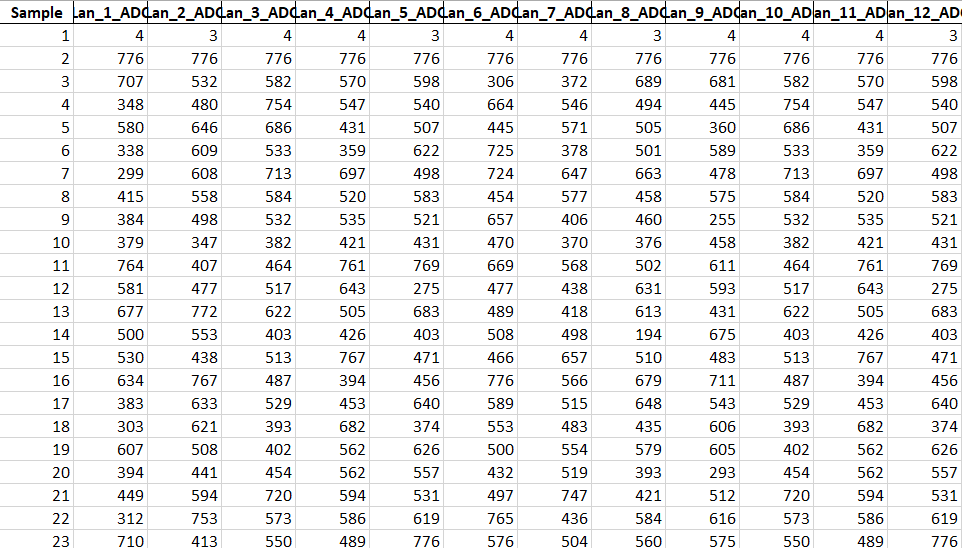 Sample Lan_1_ADC Lan_2_ADC Lan_3_ADC Lan_4_ADC Lan_5_ADC Lan_6_ADC Lan_7_ADC Lan_8_ADC Lan_9_ADC Lan_10_AD an_11_AD an_12_AD
1 4 3 4 4 3 4 4 3 4 4 4 3
2 776 776 776 776 776 776 776 776 776 776 776 776
3 707 532 582 570 598 306 372 689 681 582 570 598
4 348 480 754 547 540 664 546 494 445 754 547 540
5 580 646 686 431 507 445 571 505 360 686 431 507
6 338 609 533 359 622 725 378 501 589 533 359 622
7 299 608 713 697 498 724 647 663 478 713 697 498
8 415 558 584 520 583 454 577 458 575 584 520 583
9 384 498 532 535 521 657 406 460 255 532 535 521
10 379 347 382 421 431 470 370 376 458 382 421 431
11 764 407 464 761 769 669 568 502 611 464 761 769
12 581 477 517 643 275 477 438 631 593 517 643 275
13 677 772 622 505 683 489 418 613 431 622 505 683
14 500 553 403 426 403 508 498 194 675 403 426 403
15 530 438 513 767 471 466 657 510 483 513 767 471
16 634 767 487 394 456 776 566 679 711 487 394 456
17 383 633 529 453 640 589 515 648 543 529 453 640
18 303 621 393 682 374 553 483 435 606 393 682 374
19 607 508 402 562 626 500 554 579 605 402 562 626
20 394 441 454 562 557 432 519 393 293 454 562 557
21 449 594 720 594 531 497 747 421 512 720 594 531
22 312 753 573 586 619 765 436 584 616 573 586 619
23 710 413 550 489 776 576 504 560 575 550 489 776